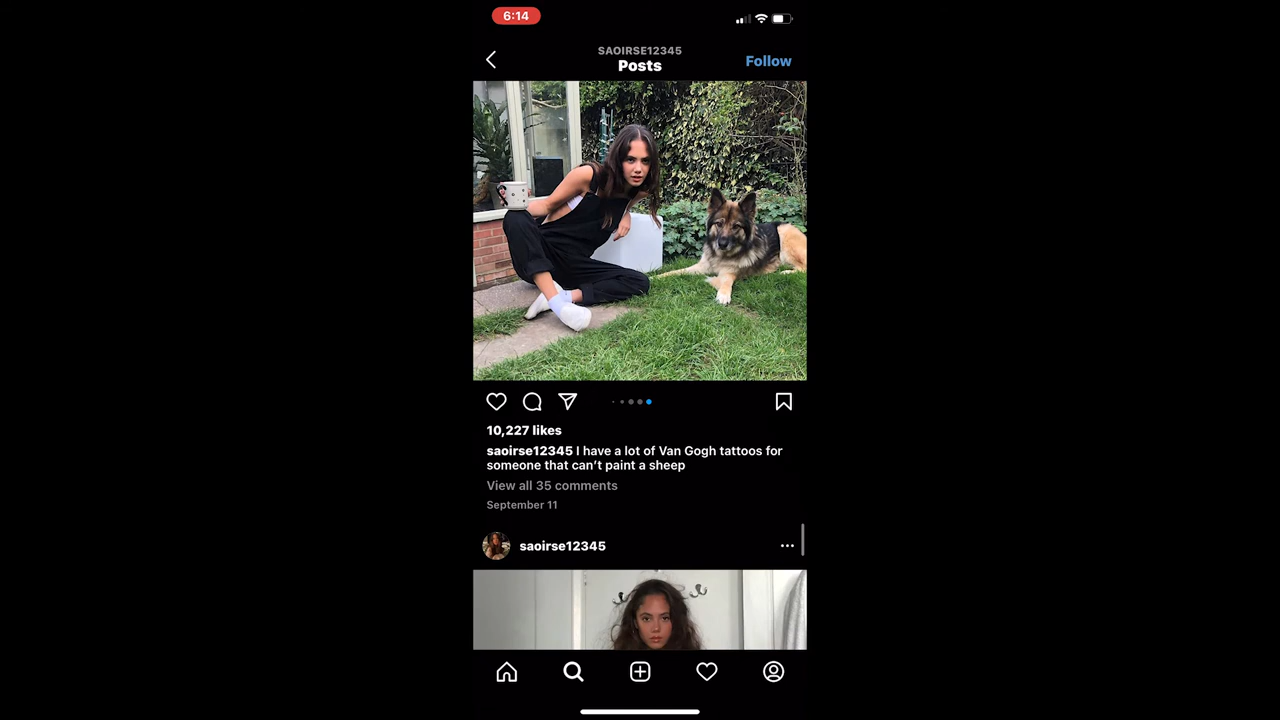 6:14
SAOIRSE12345
Posts
Follow
10,227 likes
saoirse12345 I have a lot of Van Gogh tattoos for
someone that can't paint a sheep
View all 35 comments
September 11
saoirse12345